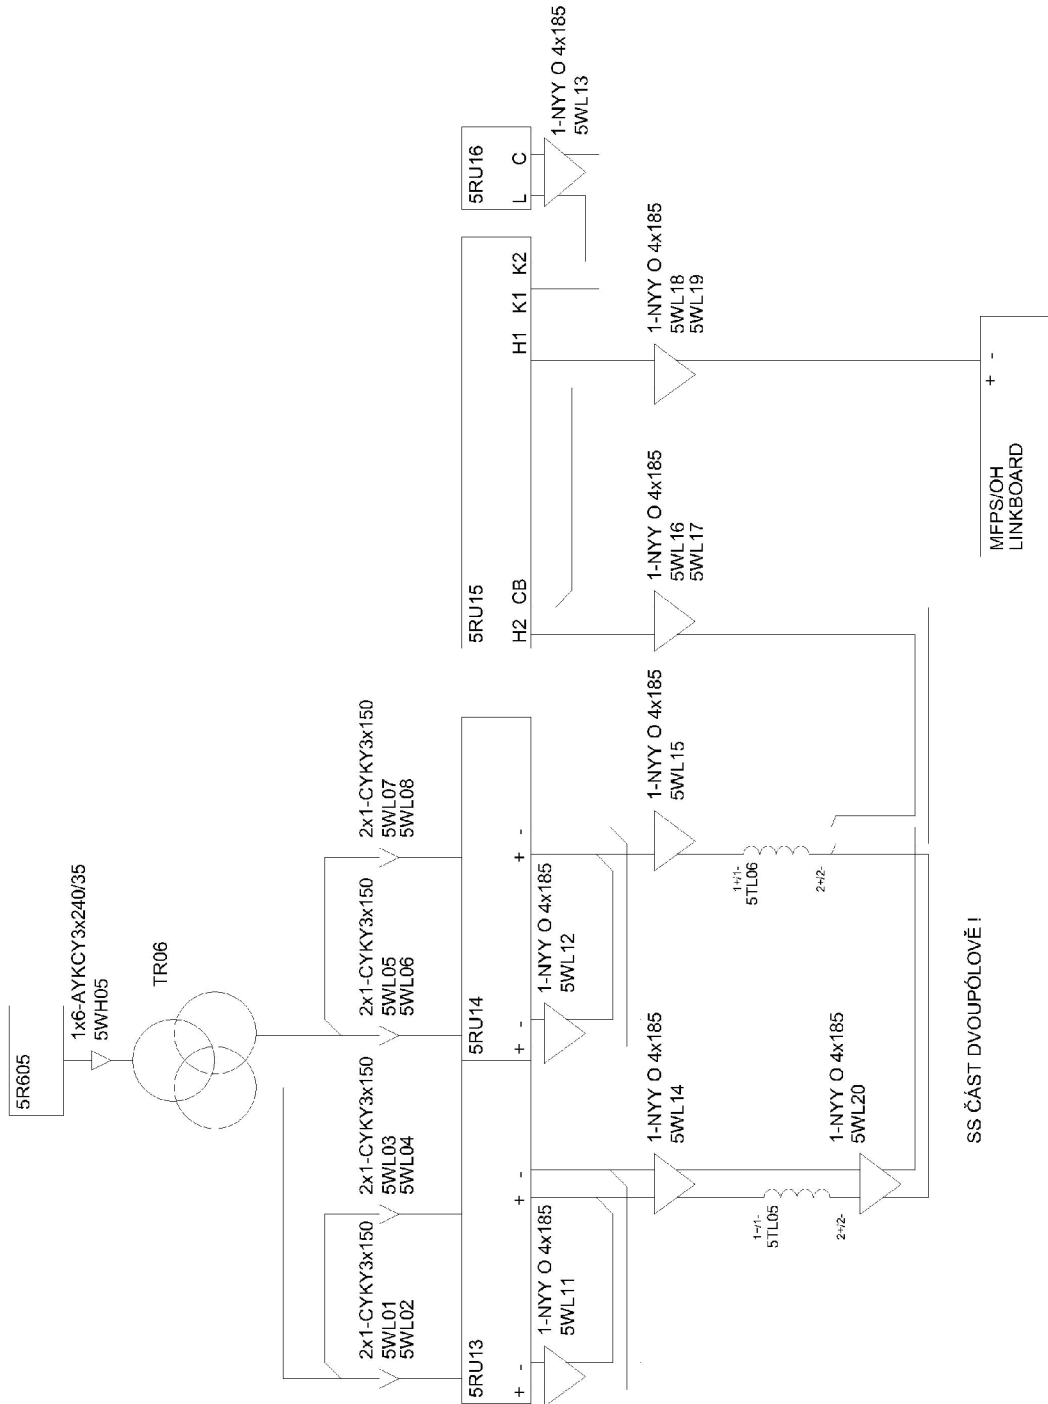 5R605
1x6-AYKCY3x240/35
5WH05
TR06
2x1-CYKY3x150
5WL01
5WL02
2x1-CYKY3x150
5WL03
5WL04
2x1-CYKY3x150
5WL05
5WL06
2x1-CYKY3x150
5WL07
5WL08
5RU13
+ -
+ -
5RU14
+ -
+ -
5RU15
H2 CB
H1 K1 K2
5RU16
L C
1-NYY O 4x185
5WL11
1-NYY O 4x185
5WL12
1-NYY O 4x185
5WL13
1-NYY O 4x185
5WL14
1-NYY O 4x185
5WL15
1-NYY O 4x185
5WL16
5WL17
1-NYY O 4x185
5WL18
5WL19
1+/1-
5TL05
2+/2-
1-NYY O 4x185
5WL20
1+/1-
5TL06
2+/2-
+ -
MFPS/OH
LINKBOARD
SS ČÁST DVOUPÓLOVĚ !